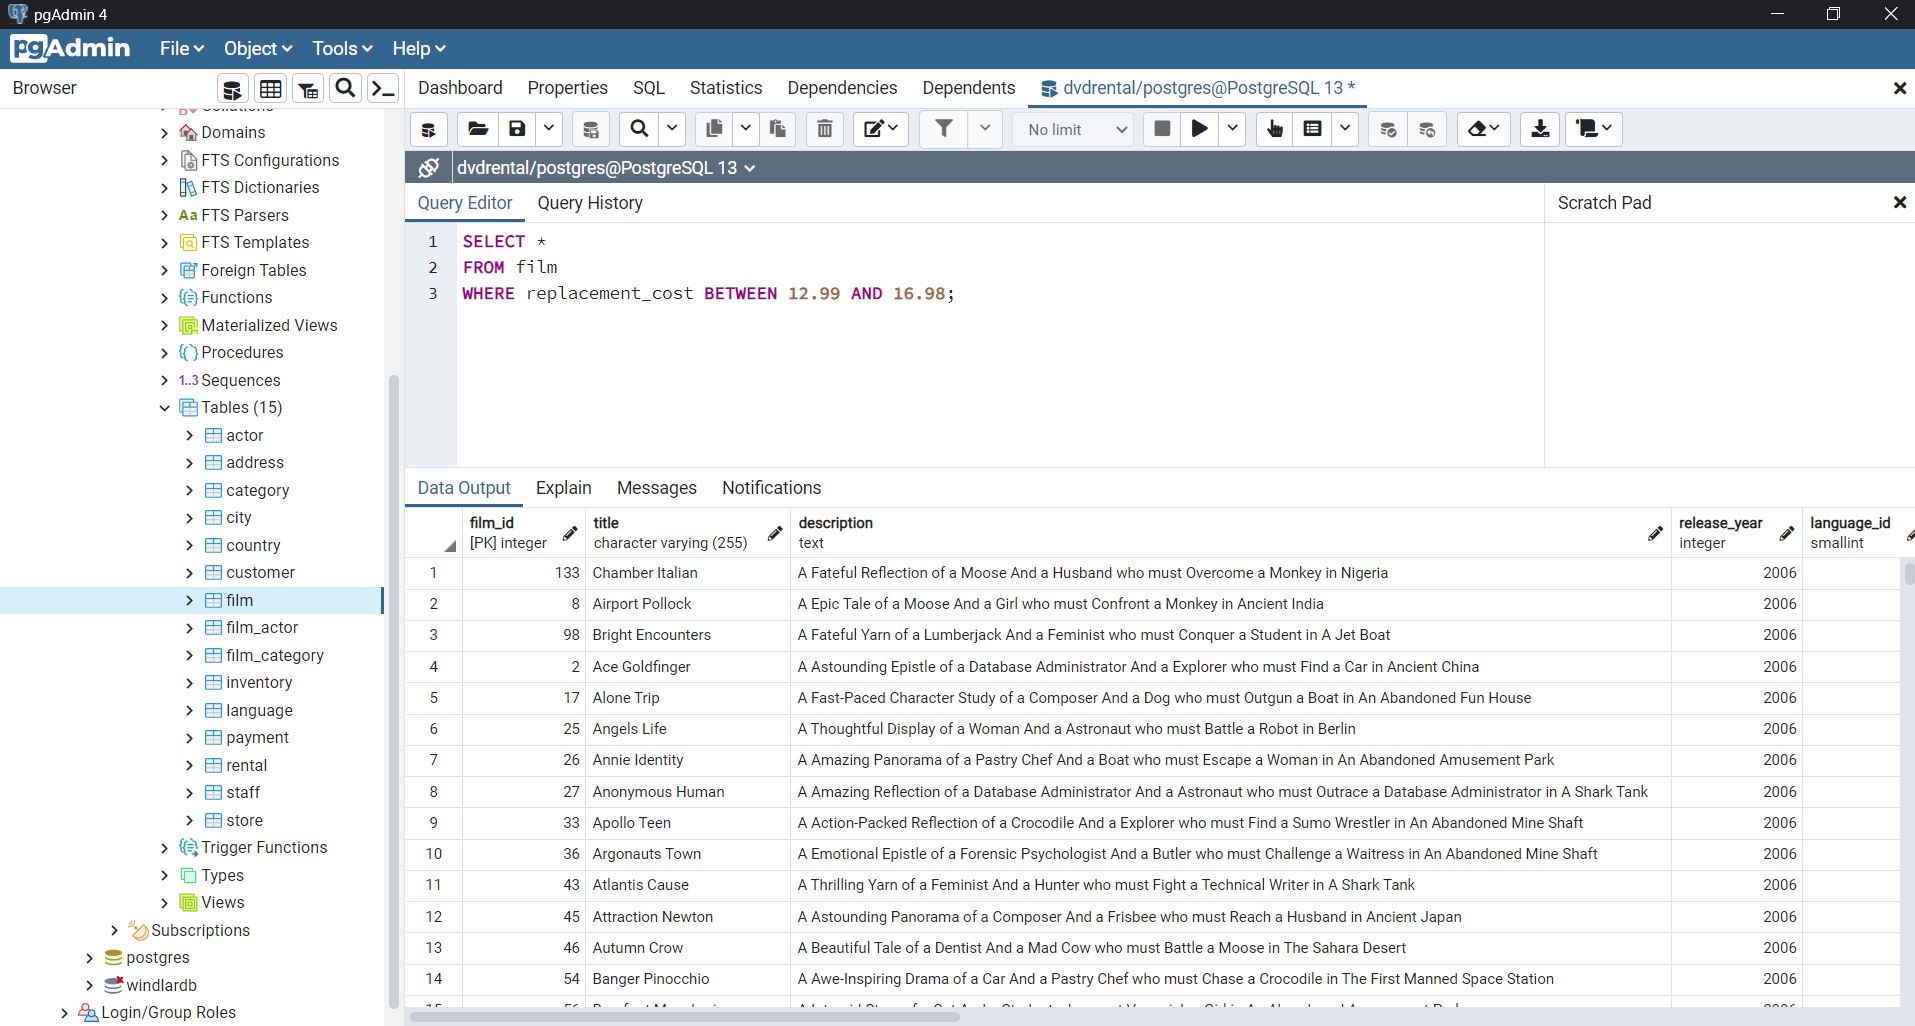 pgAdmin 4
pgAdmin File Object Tools Help
Browser
Dashboard Properties SQL Statistics Dependencies Dependents dvdrental/postgres@PostgreSQL 13 *
No limit
dvdrental/postgres@PostgreSQL 13
Query Editor Query History
Scratch Pad
1 SELECT *
2 FROM film
3 WHERE replacement_cost BETWEEN 12.99 AND 16.98;
Domains
FTS Configurations
FTS Dictionaries
Aa FTS Parsers
FTS Templates
Foreign Tables
Functions
Materialized Views
Procedures
1..3 Sequences
Tables (15)
actor
address
category
city
country
customer
film
film_actor
film_category
inventory
language
payment
rental
staff
store
Trigger Functions
Types
Views
Subscriptions
postgres
windlardb
Login/Group Roles
Data Output Explain Messages Notifications
film_id title description release_year language_id
[PK] integer character varying (255) text integer smallint
1 133 Chamber Italian A Fateful Reflection of a Moose And a Husband who must Overcome a Monkey in Nigeria 2006
2 8 Airport Pollock A Epic Tale of a Moose And a Girl who must Confront a Monkey in Ancient India 2006
3 98 Bright Encounters A Fateful Yarn of a Lumberjack And a Feminist who must Conquer a Student in A Jet Boat 2006
4 2 Ace Goldfinger A Astounding Epistle of a Database Administrator And a Explorer who must Find a Car in Ancient China 2006
5 17 Alone Trip A Fast-Paced Character Study of a Composer And a Dog who must Outgun a Boat in An Abandoned Fun House 2006
6 25 Angels Life A Thoughtful Display of a Woman And a Astronaut who must Battle a Robot in Berlin 2006
7 26 Annie Identity A Amazing Panorama of a Pastry Chef And a Boat who must Escape a Woman in An Abandoned Amusement Park 2006
8 27 Anonymous Human A Amazing Reflection of a Database Administrator And a Astronaut who must Outrace a Database Administrator in A Shark Tank 2006
9 33 Apollo Teen A Action-Packed Reflection of a Crocodile And a Explorer who must Find a Sumo Wrestler in An Abandoned Mine Shaft 2006
10 36 Argonauts Town A Emotional Epistle of a Forensic Psychologist And a Butler who must Challenge a Waitress in An Abandoned Mine Shaft 2006
11 43 Atlantis Cause A Thrilling Yarn of a Feminist And a Hunter who must Fight a Technical Writer in A Shark Tank 2006
12 45 Attraction Newton A Astounding Panorama of a Composer And a Frisbee who must Reach a Husband in Ancient Japan 2006
13 46 Autumn Crow A Beautiful Tale of a Dentist And a Mad Cow who must Battle a Moose in The Sahara Desert 2006
14 54 Banger Pinocchio A Awe-Inspiring Drama of a Car And a Pastry Chef who must Chase a Crocodile in The First Manned Space Station 2006